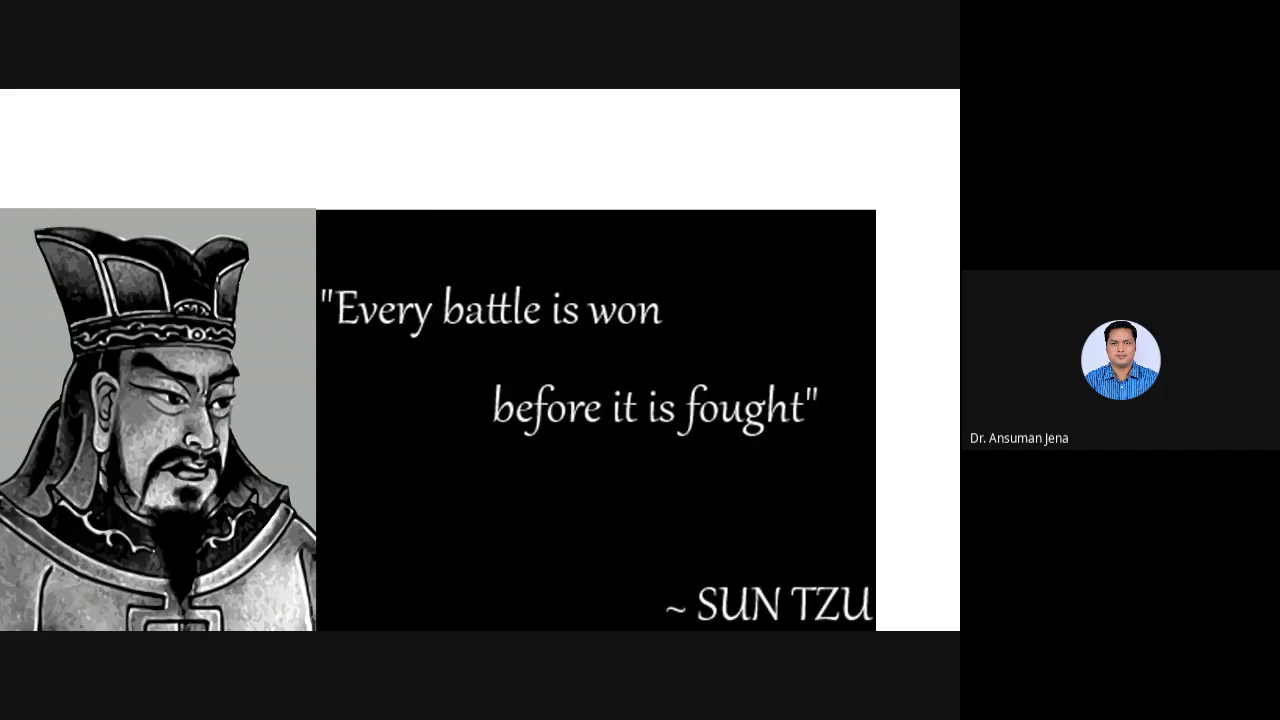 "Every battle is won
before it is fought"
~ SUN TZU
Dr. Ansuman Jena